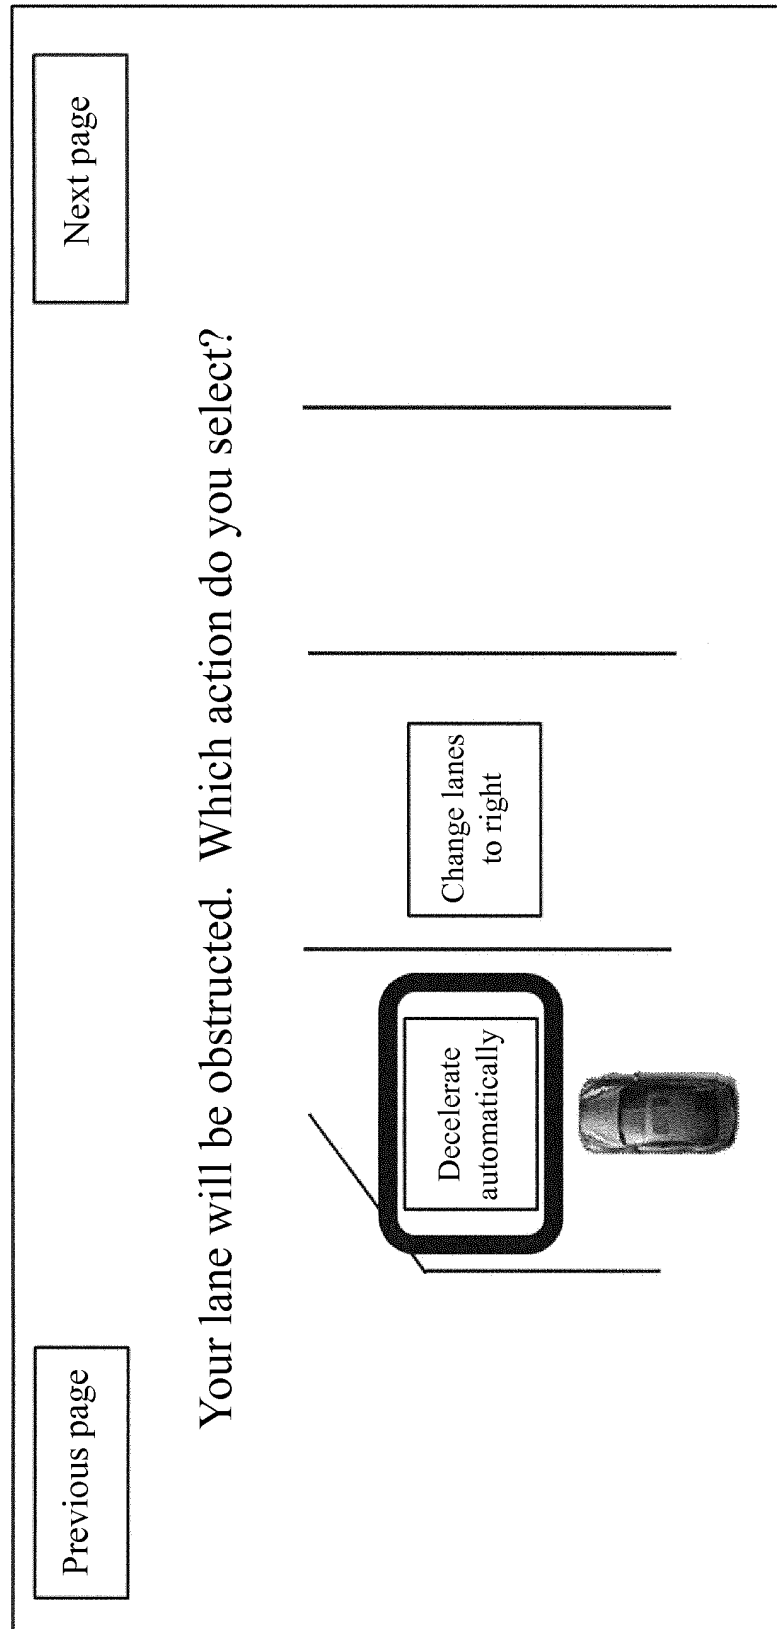 Previous page
Next page
Your lane will be obstructed. Which action do you select?
Decelerate
automatically
Change lanes
to right